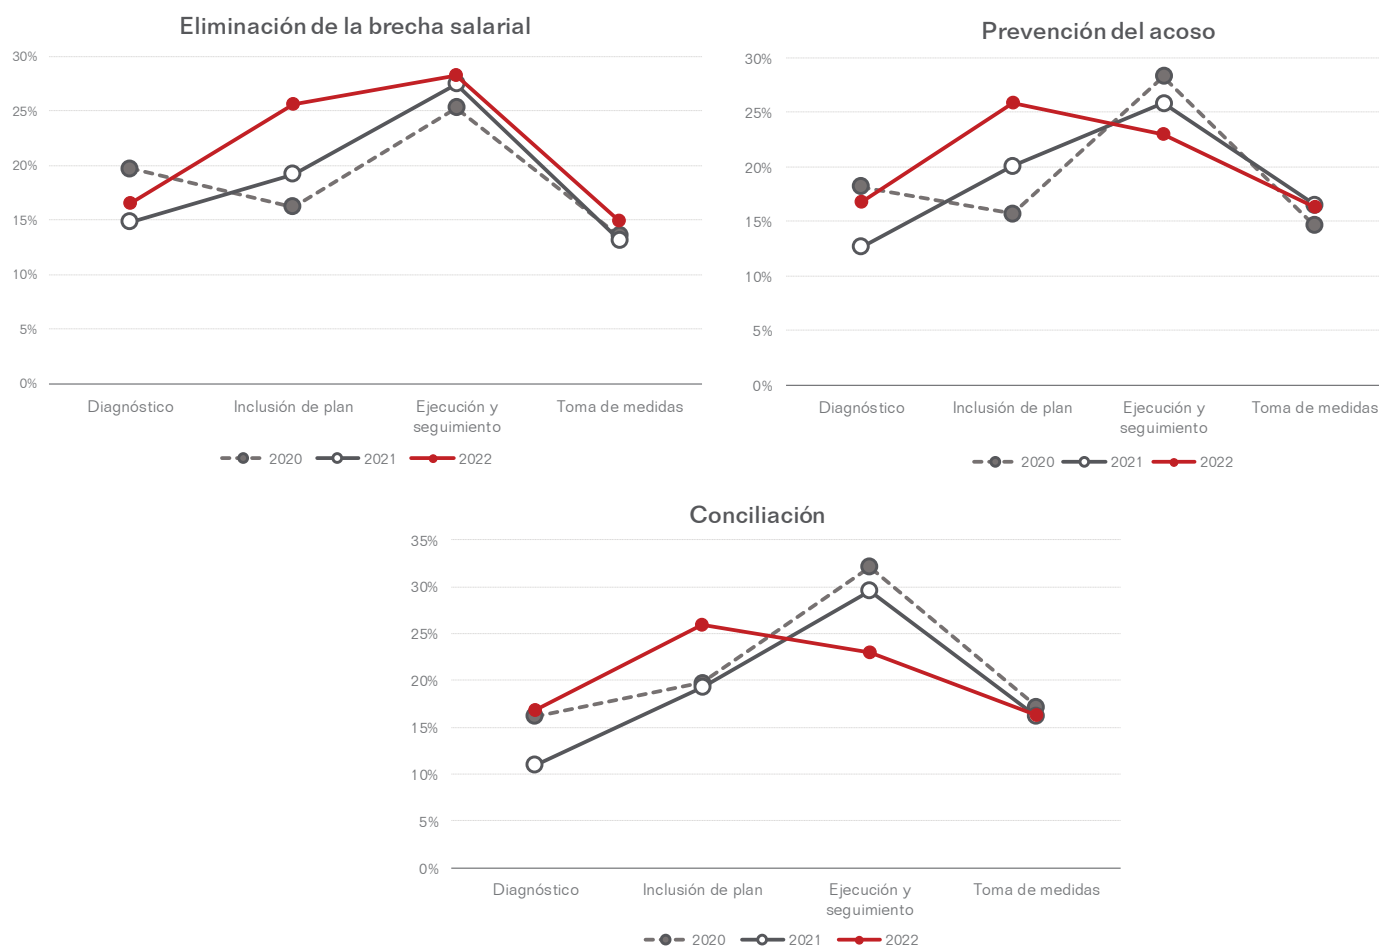 Eliminación de la brecha salarial
30%
25%
20%
15%
10%
5%
0%
Diagnóstico
Inclusión de plan
Ejecución y
seguimiento
Toma de medidas
2020
2021
2022
Prevención del acoso
30%
25%
20%
15%
10%
5%
0%
Diagnóstico
Inclusión de plan
Ejecución y
seguimiento
Toma de medidas
2020
2021
2022
Conciliación
35%
30%
25%
20%
15%
10%
5%
0%
Diagnóstico
Inclusión de plan
Ejecución y
seguimiento
Toma de medidas
2020
2021
2022